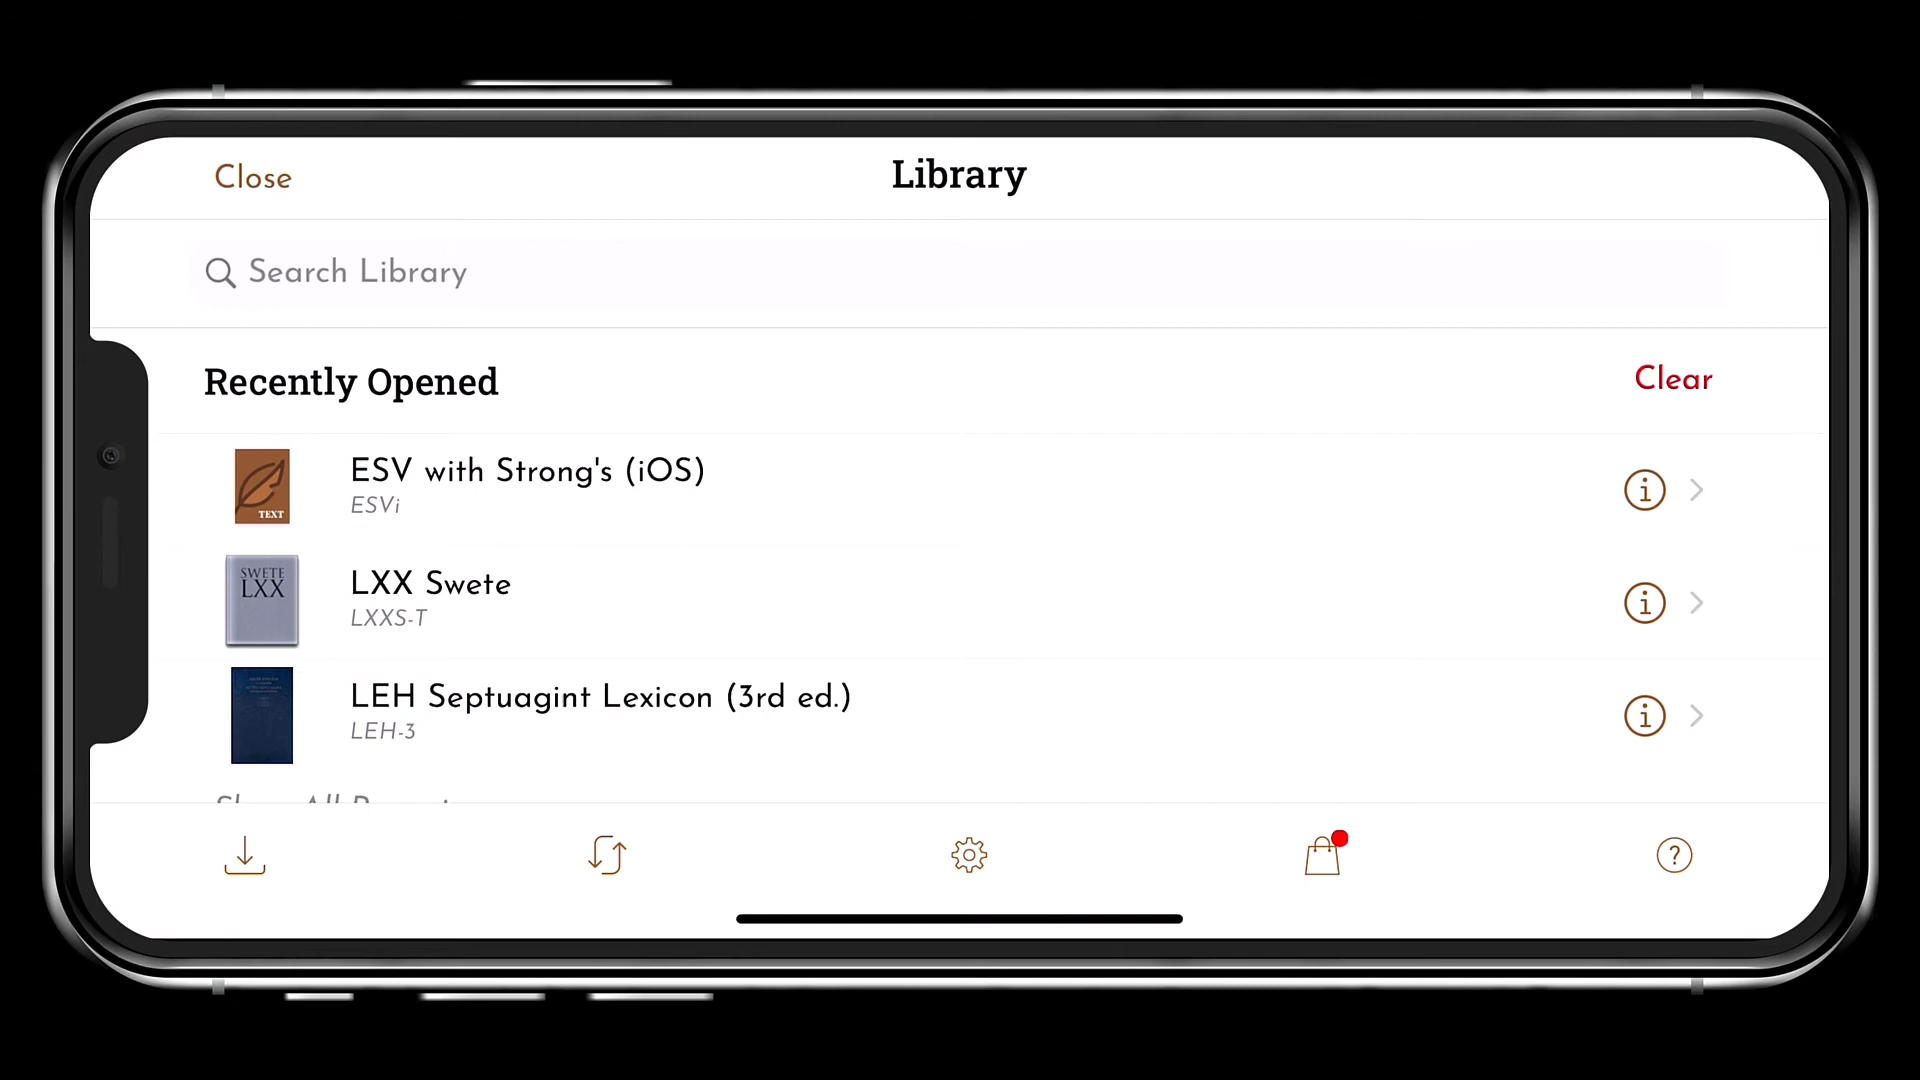 Close
Library
Search Library
Recently Opened
Clear
ESV with Strong's (iOS)
ESVi
TEXT
SWETE
LXX
LXX Swete
LXXS-T
LEH Septuagint Lexicon (3rd ed.)
LEH-3